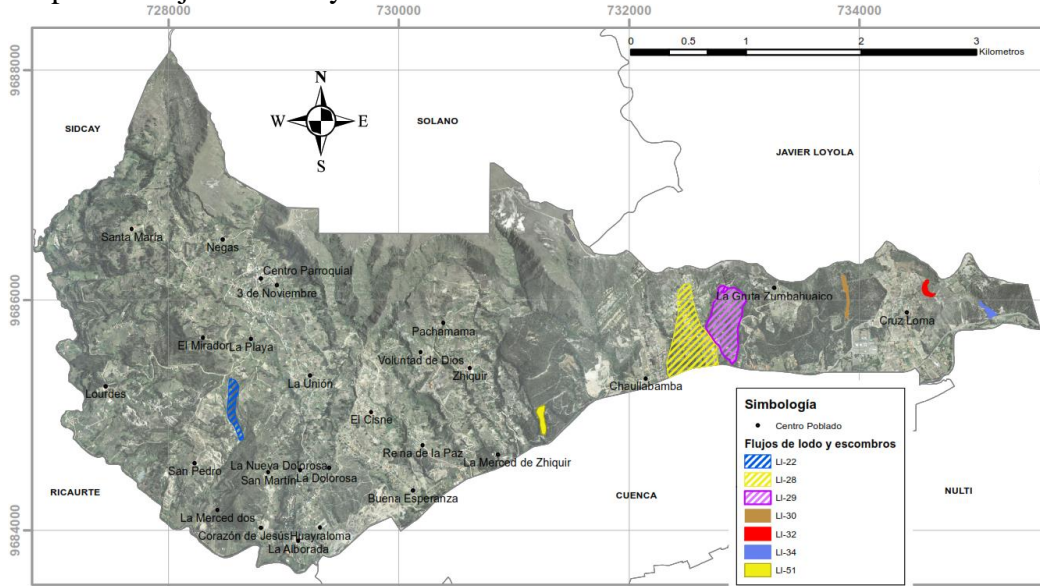 728000 730000 732000 734000
0 0.5 1 2 3
Kilometros
9688000
N
W E
S
SIDCAY
SOLANO
JAVIER LOYOLA
Santa María
Negas
Centro Parroquial
3 de Noviembre
La Gruta Zumbahuaico
9686000
Cruz Loma
Pachamama
El Mirador
La Playa
Voluntad de Dios
Zhiquir
La Unión
Lourdes
Chaullabamba
El Cisne
Reina de la Paz
La Merced de Zhiquir
San Pedro
La Nueva Dolorosa
San Martín
La Dolorosa
Buena Esperanza
RICAURTE
CUENCA
NULTI
La Merced dos
9684000
Corazón de Jesús
Huayraloma
La Alborada
Simbología
Centro Poblado
Flujos de lodo y escombros
LI-22
LI-28
LI-29
LI-30
LI-32
LI-34
LI-51